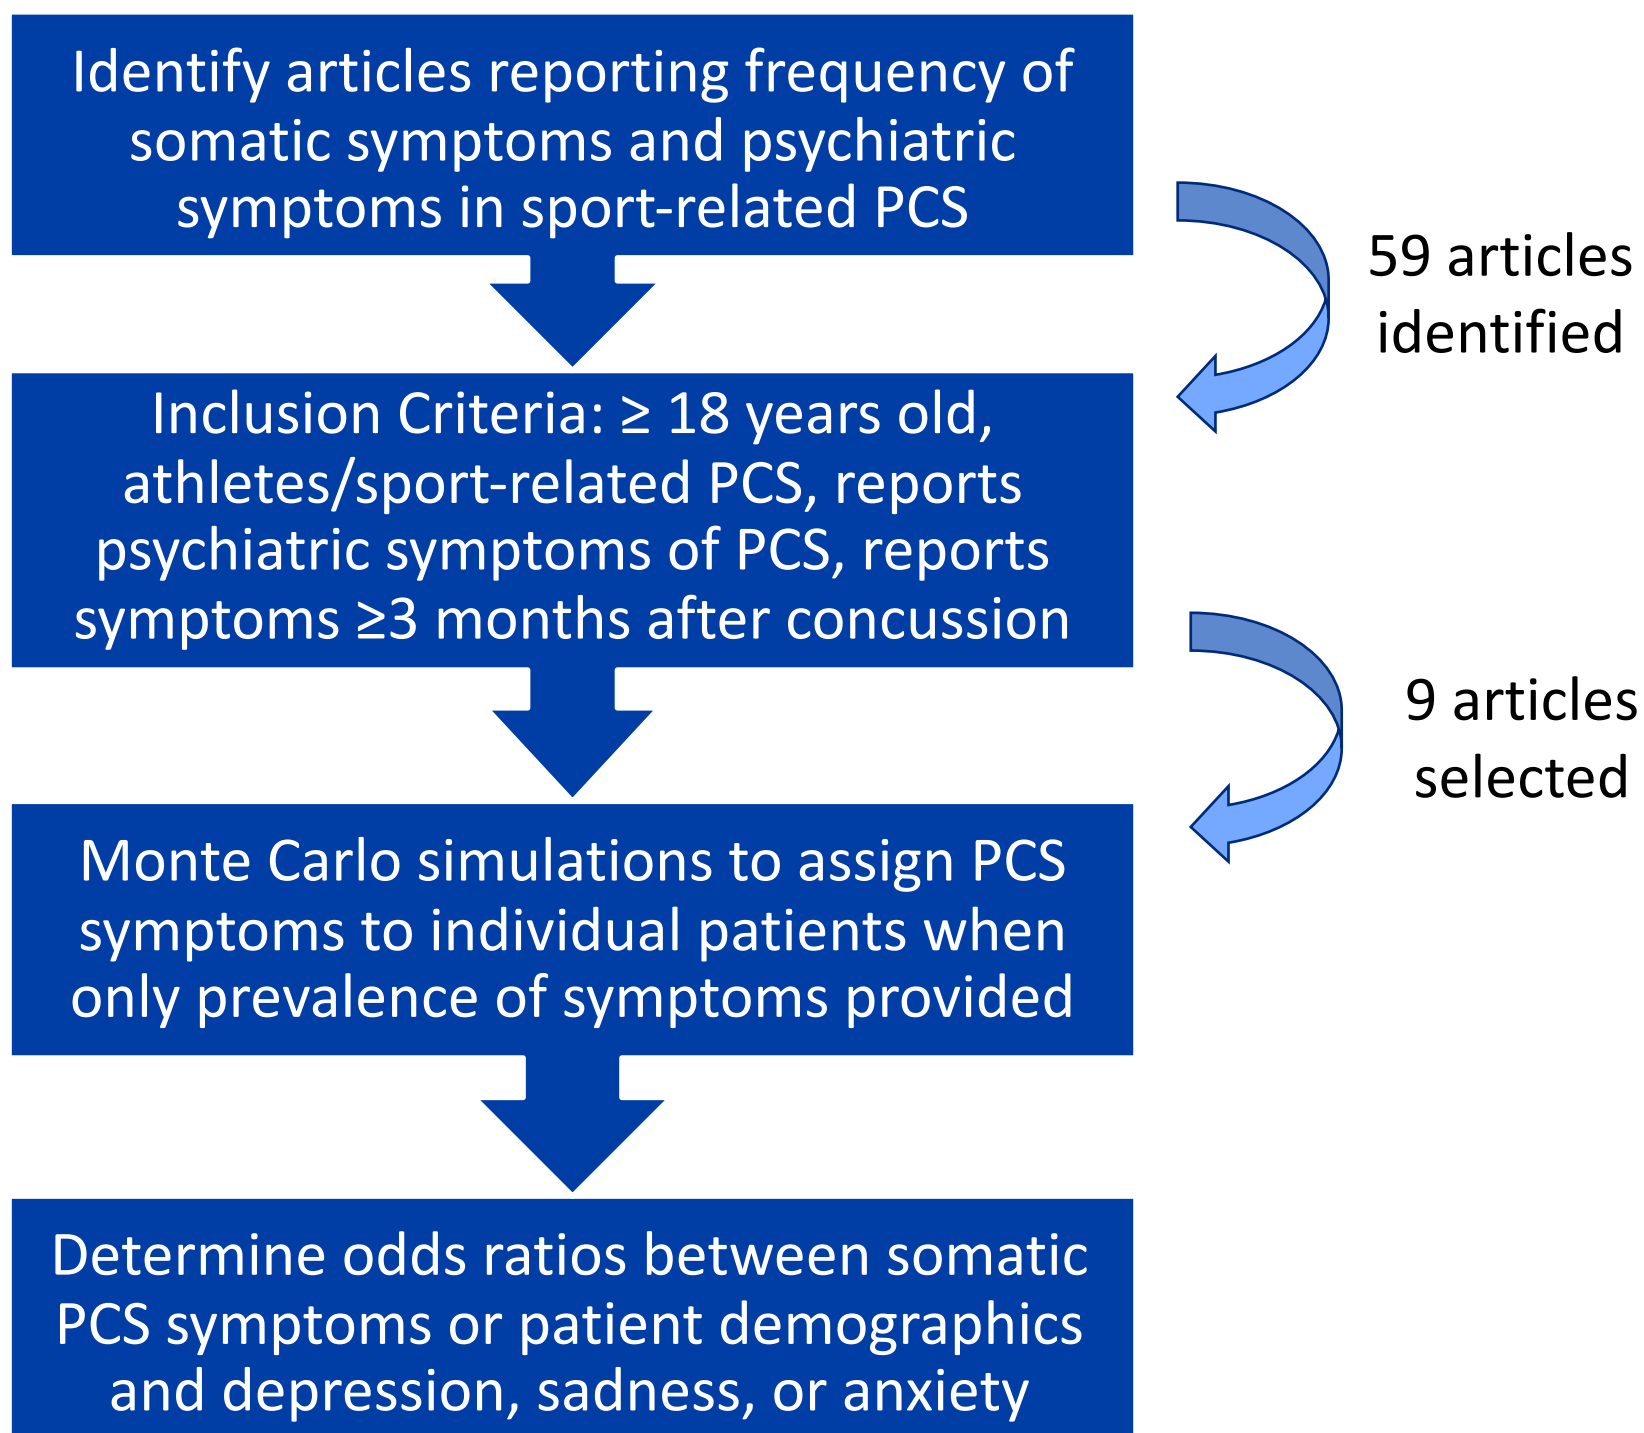 Identify articles reporting frequency of
somatic symptoms and psychiatric
symptoms in sport-related PCS
59 articles
identified
Inclusion Criteria: ≥ 18 years old,
athletes/sport-related PCS, reports
psychiatric symptoms of PCS, reports
symptoms ≥3 months after concussion
9 articles
selected
Monte Carlo simulations to assign PCS
symptoms to individual patients when
only prevalence of symptoms provided
Determine odds ratios between somatic
PCS symptoms or patient demographics
and depression, sadness, or anxiety